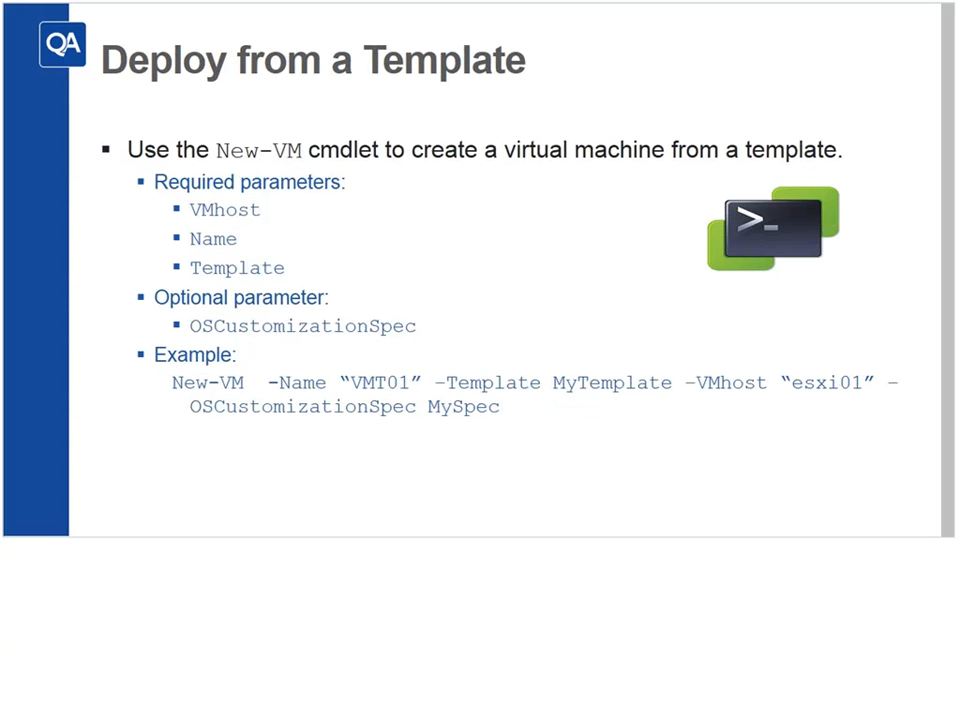 QA
Deploy from a Template
▪ Use the New-VM cmdlet to create a virtual machine from a template.
▪ Required parameters:
▪ VMhost
▪ Name
▪ Template
▪ Optional parameter:
▪ OSCustomizationSpec
▪ Example:
New-VM -Name “VMT01” –Template MyTemplate –VMhost “esxi01” –
OSCustomizationSpec MySpec
>_